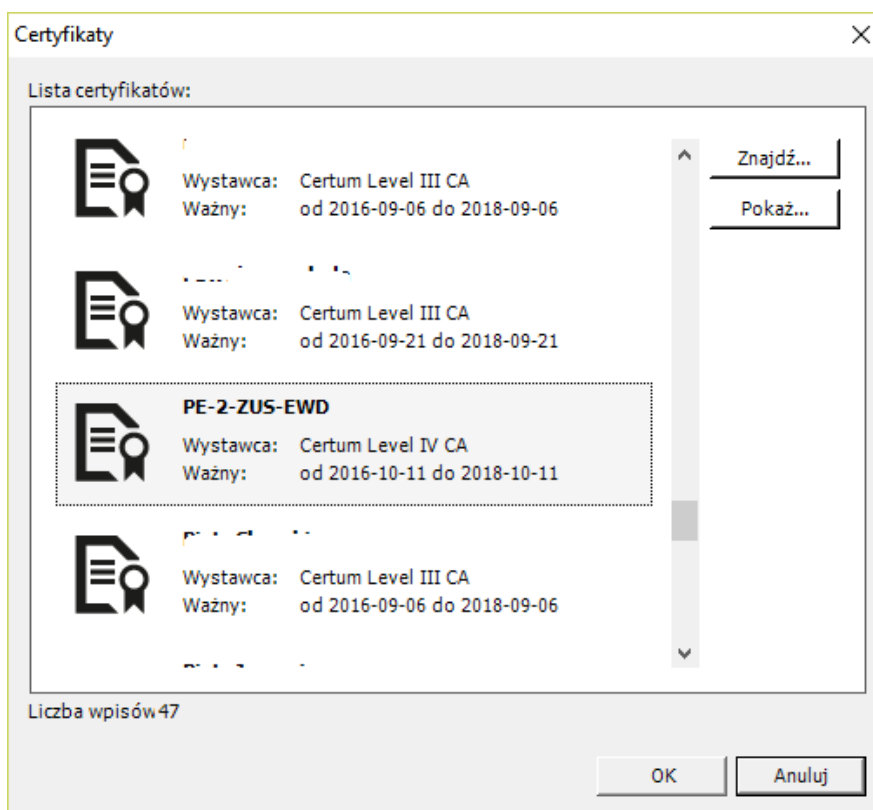 Certyfikaty
Lista certyfikatów:
Znajdź...
Wystawca: Certum Level III CA
Ważny: od 2016-09-06 do 2018-09-06
Pokaż...
Wystawca: Certum Level III CA
Ważny: od 2016-09-21 do 2018-09-21
PE-2-ZUS-EWD
Wystawca: Certum Level IV CA
Ważny: od 2016-10-11 do 2018-10-11
Wystawca: Certum Level III CA
Ważny: od 2016-09-06 do 2018-09-06
Liczba wpisów 47
OK
Anuluj